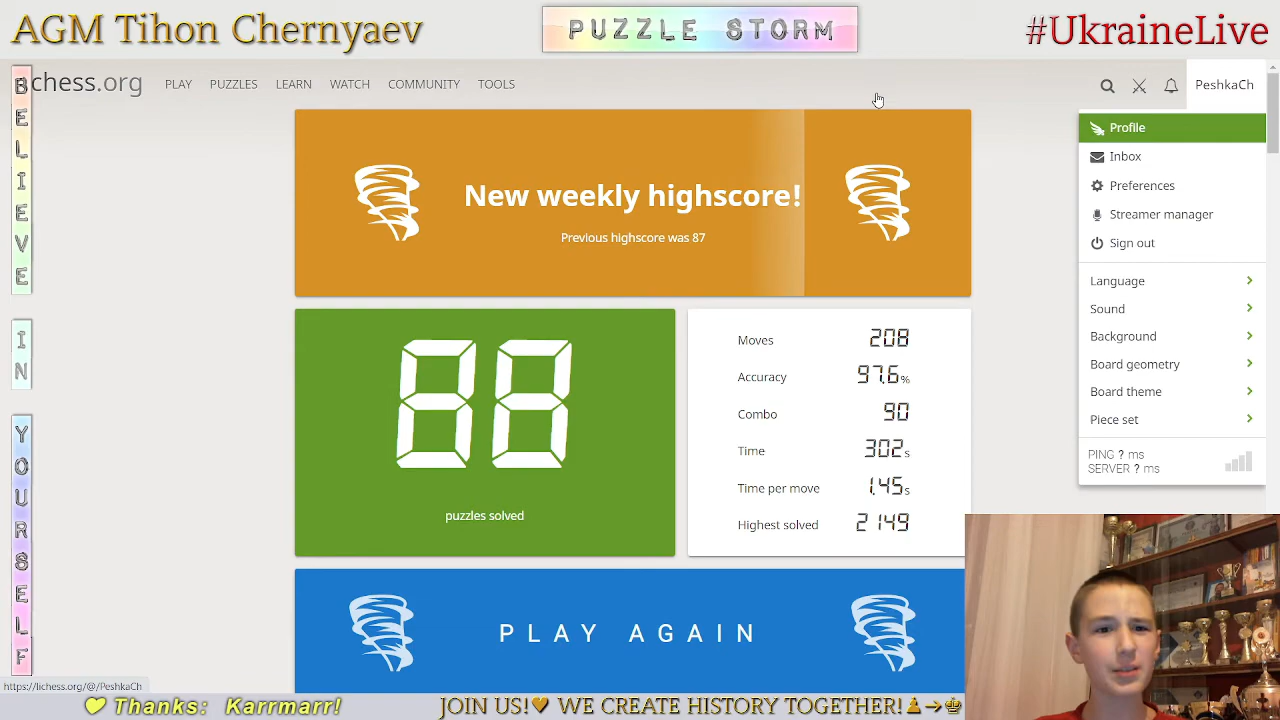 AGM Tihon Chernyaev
PUZZLE STORM
#UkraineLive
BELIEVE
IN
YOURSELF
lichess.org
PLAY PUZZLES LEARN WATCH COMMUNITY TOOLS
PeshkaCh
Profile
Inbox
Preferences
Streamer manager
Sign out
Language
Sound
Background
Board geometry
Board theme
Piece set
PING ? ms
SERVER ? ms
New weekly highscore!
Previous highscore was 87
88
puzzles solved
Moves 208
Accuracy 97.6%
Combo 90
Time 302s
Time per move 1.45s
Highest solved 2149
PLAY AGAIN
https://lichess.org/@/PeshkaCh
Thanks: Karrmarr!
JOIN US!♥ WE CREATE HISTORY TOGETHER!♟→♚